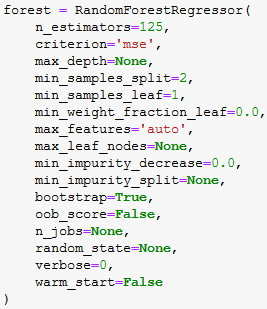 forest = RandomForestRegressor(
    n_estimators=125,
    criterion='mse',
    max_depth=None,
    min_samples_split=2,
    min_samples_leaf=1,
    min_weight_fraction_leaf=0.0,
    max_features='auto',
    max_leaf_nodes=None,
    min_impurity_decrease=0.0,
    min_impurity_split=None,
    bootstrap=True,
    oob_score=False,
    n_jobs=None,
    random_state=None,
    verbose=0,
    warm_start=False
)